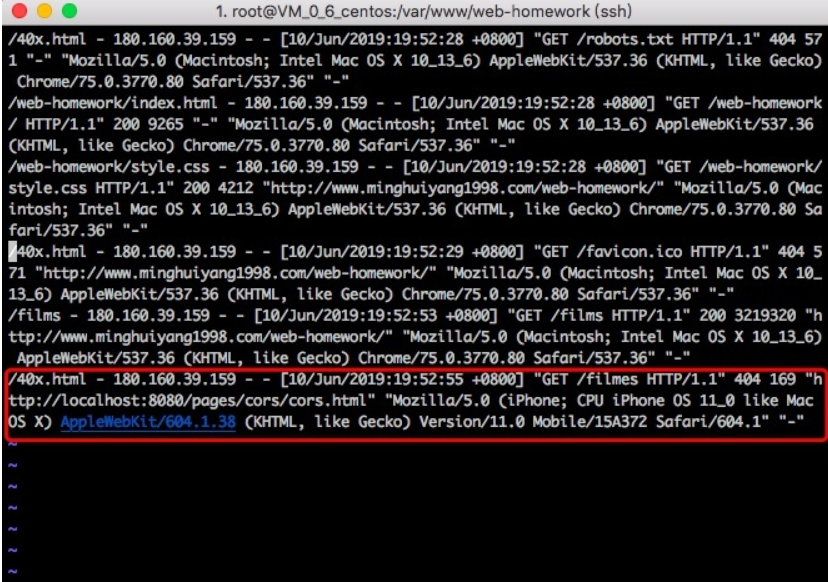 1. root@VM_0_6_centos:/var/www/web-homework (ssh)
/40x.html - 180.160.39.159 - - [10/Jun/2019:19:52:28 +0800] "GET /robots.txt HTTP/1.1" 404 57
1 "-" "Mozilla/5.0 (Macintosh; Intel Mac OS X 10_13_6) AppleWebKit/537.36 (KHTML, like Gecko)
 Chrome/75.0.3770.80 Safari/537.36" "-"
/web-homework/index.html - 180.160.39.159 - - [10/Jun/2019:19:52:28 +0800] "GET /web-homework
/ HTTP/1.1" 200 9265 "-" "Mozilla/5.0 (Macintosh; Intel Mac OS X 10_13_6) AppleWebKit/537.36
(KHTML, like Gecko) Chrome/75.0.3770.80 Safari/537.36" "-"
/web-homework/style.css - 180.160.39.159 - - [10/Jun/2019:19:52:28 +0800] "GET /web-homework/
style.css HTTP/1.1" 200 4212 "http://www.minghuiyang1998.com/web-homework/" "Mozilla/5.0 (Mac
intosh; Intel Mac OS X 10_13_6) AppleWebKit/537.36 (KHTML, like Gecko) Chrome/75.0.3770.80 Sa
fari/537.36" "-"
/40x.html - 180.160.39.159 - - [10/Jun/2019:19:52:29 +0800] "GET /favicon.ico HTTP/1.1" 404 5
71 "http://www.minghuiyang1998.com/web-homework/" "Mozilla/5.0 (Macintosh; Intel Mac OS X 10_
13_6) AppleWebKit/537.36 (KHTML, like Gecko) Chrome/75.0.3770.80 Safari/537.36" "-"
/films - 180.160.39.159 - - [10/Jun/2019:19:52:53 +0800] "GET /films HTTP/1.1" 200 3219320 "h
ttp://www.minghuiyang1998.com/web-homework/" "Mozilla/5.0 (Macintosh; Intel Mac OS X 10_13_6)
 AppleWebKit/537.36 (KHTML, like Gecko) Chrome/75.0.3770.80 Safari/537.36" "-"
/40x.html - 180.160.39.159 - - [10/Jun/2019:19:52:55 +0800] "GET /filmes HTTP/1.1" 404 169 "h
ttp://localhost:8080/pages/cors/cors.html" "Mozilla/5.0 (iPhone; CPU iPhone OS 11_0 like Mac
OS X) AppleWebKit/604.1.38 (KHTML, like Gecko) Version/11.0 Mobile/15A372 Safari/604.1" "-"
~
~
~
~
~
~
~